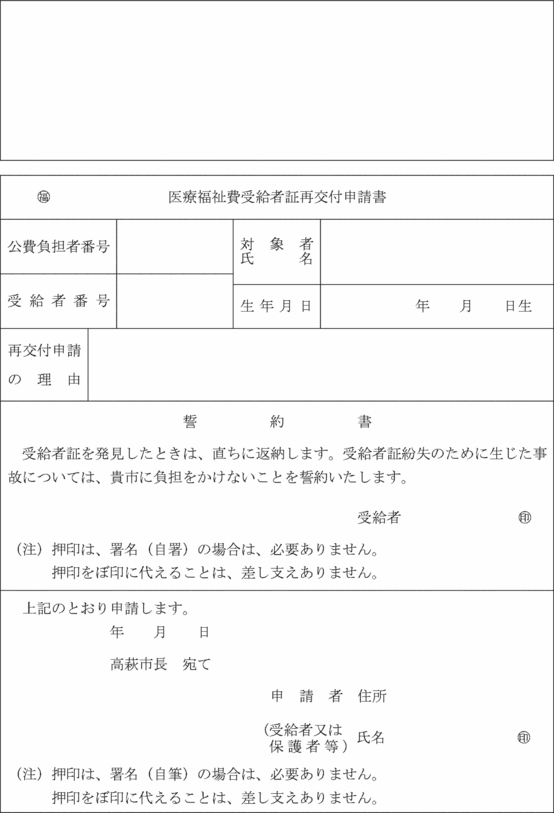 ㊕ 医療福祉費受給者証再交付申請書
公費負担者番号
対象者
氏名
受給者番号
生年月日
年 月 日生
再交付申請
の理由
誓約書
受給者証を発見したときは、直ちに返納します。受給者証紛失のために生じた事
故については、貴市に負担をかけないことを誓約いたします。
受給者 ㊞
（注）押印は、署名（自署）の場合は、必要ありません。
押印をぼ印に代えることは、差し支えありません。
上記のとおり申請します。
年 月 日
高萩市長 宛て
申請者 住所
（受給者又は
保護者等） 氏名 ㊞
（注）押印は、署名（自筆）の場合は、必要ありません。
押印をぼ印に代えることは、差し支えありません。